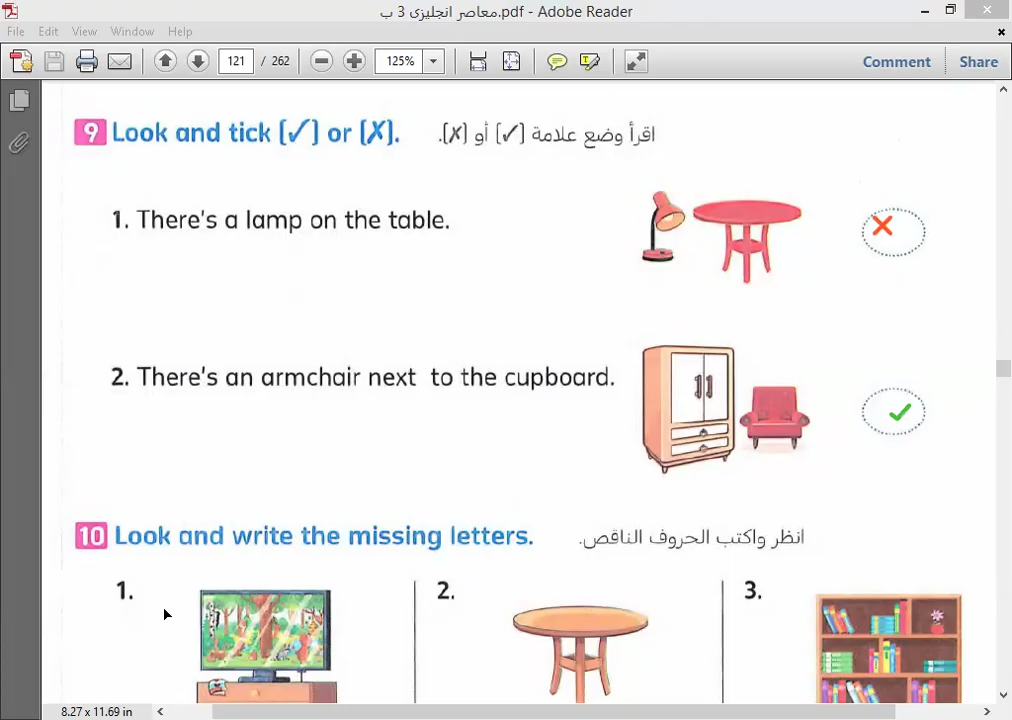 معاصر انجليزى 3 ب.pdf - Adobe Reader
File Edit View Window Help
121 / 262 125% Comment Share
9 Look and tick [✓] or [✗]. اقرأ وضع علامة [✓] أو [✗].
1. There's a lamp on the table.
2. There's an armchair next to the cupboard.
10 Look and write the missing letters. انظر واكتب الحروف الناقص.
1. 2. 3.
8.27 x 11.69 in